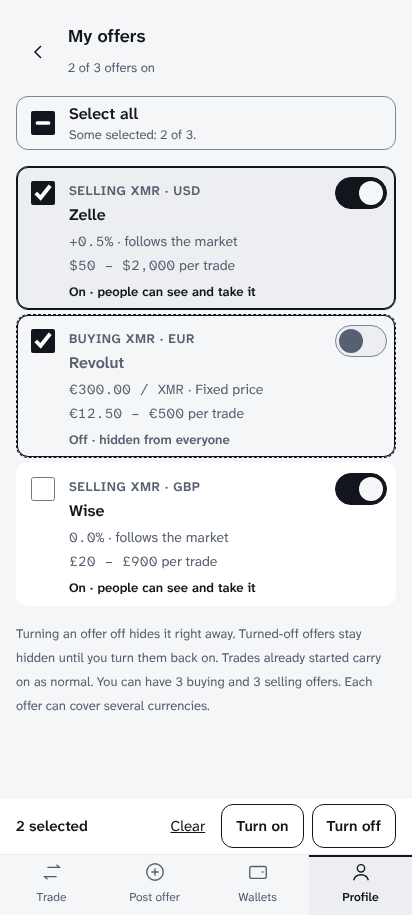 My offers
2 of 3 offers on
Select all
Some selected: 2 of 3.
SELLING XMR · USD
Zelle
+0.5% · follows the market
$50 – $2,000 per trade
On · people can see and take it
BUYING XMR · EUR
Revolut
€300.00 / XMR · Fixed price
€12.50 – €500 per trade
Off · hidden from everyone
SELLING XMR · GBP
Wise
0.0% · follows the market
£20 – £900 per trade
On · people can see and take it
Turning an offer off hides it right away. Turned-off offers stay
hidden until you turn them back on. Trades already started carry
on as normal. You can have 3 buying and 3 selling offers. Each
offer can cover several currencies.
2 selected Clear Turn on Turn off
Trade Post offer Wallets Profile